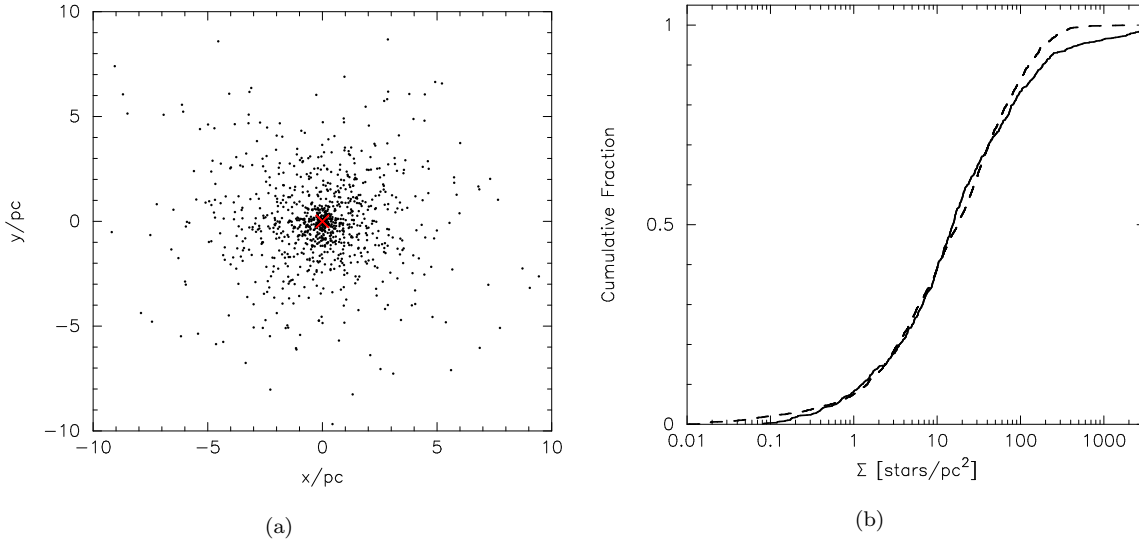 10
5
0
−5
−10
y/pc
−10 −5 0 5 10
x/pc
(a)
1
0.5
0
Cumulative Fraction
0.01 0.1 1 10 100 1000
Σ [stars/pc²]
(b)